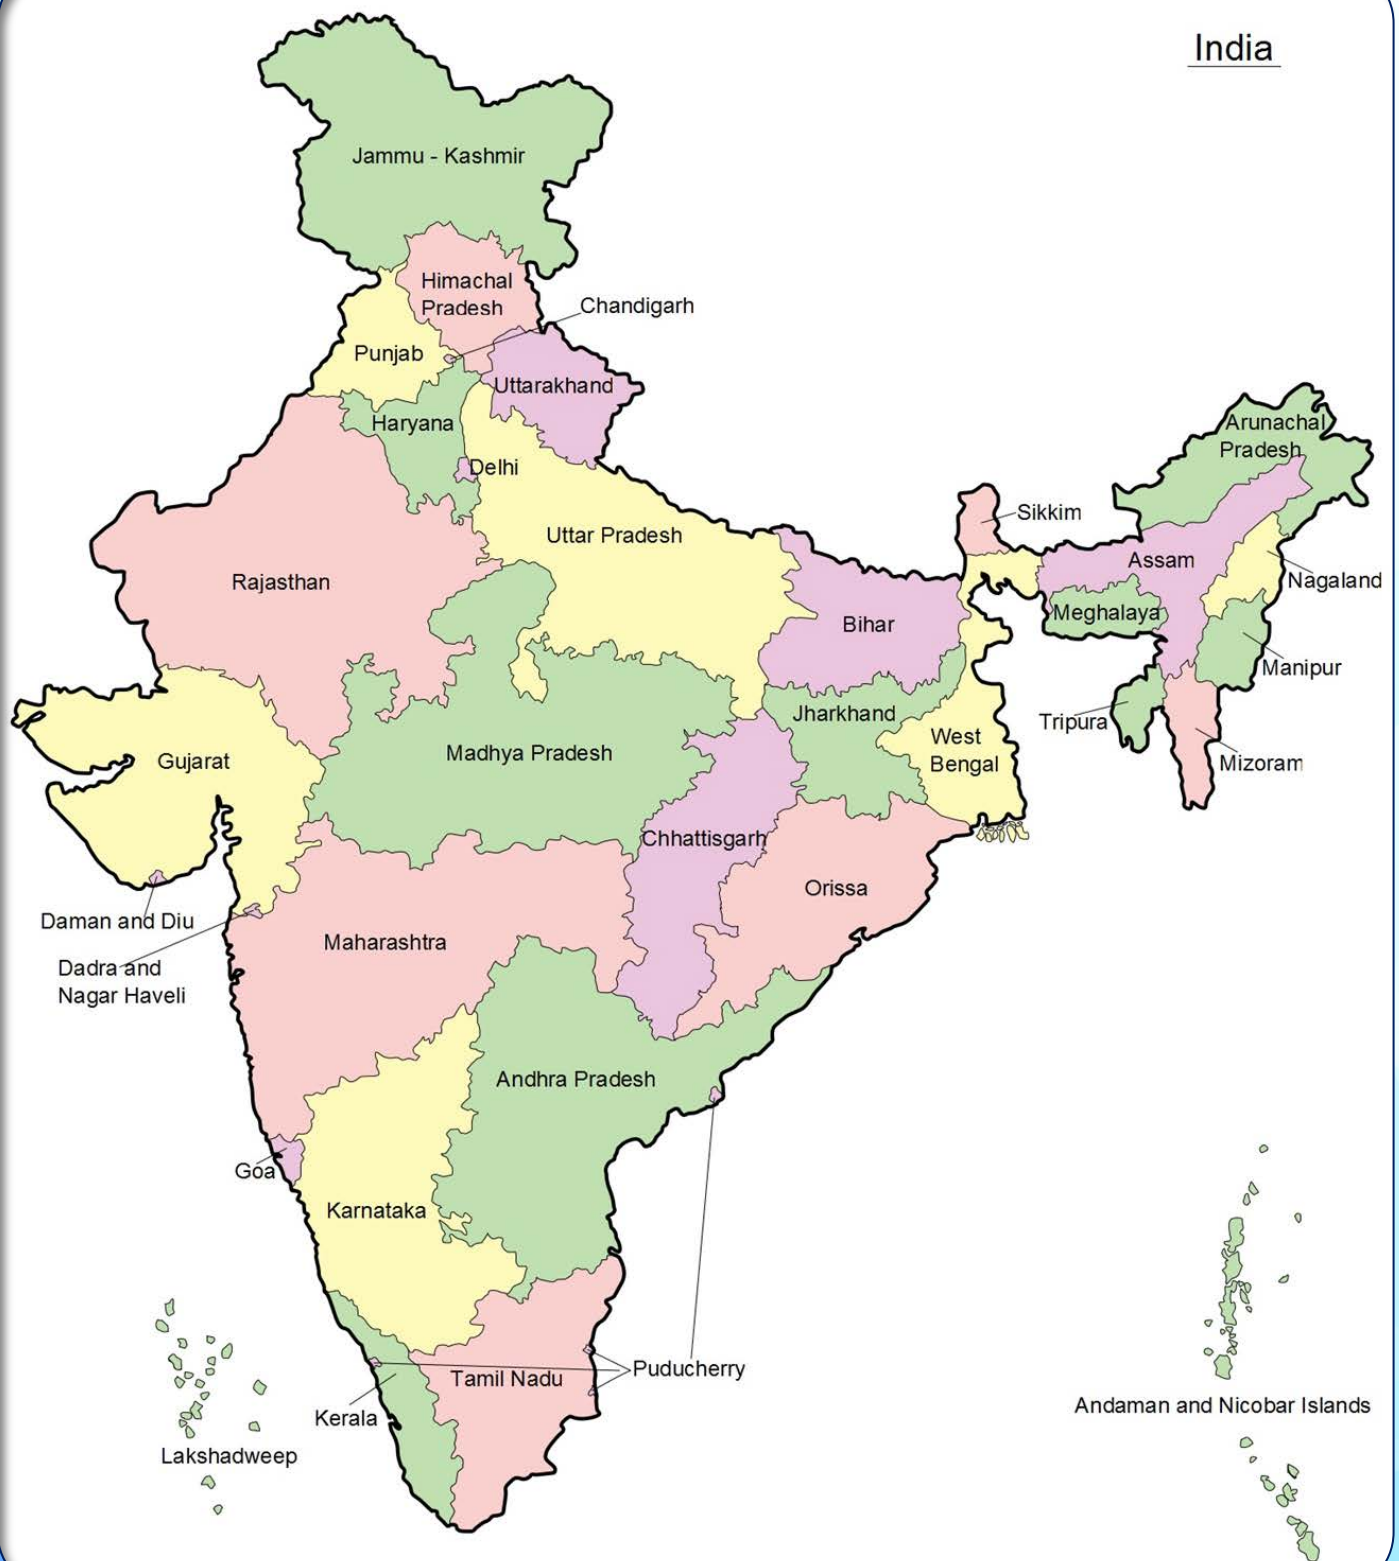 India
Jammu - Kashmir
Himachal
Pradesh
Chandigarh
Punjab
Uttarakhand
Haryana
Delhi
Arunachal
Pradesh
Sikkim
Uttar Pradesh
Assam
Rajasthan
Nagaland
Meghalaya
Bihar
Manipur
Jharkhand
Tripura
West
Bengal
Madhya Pradesh
Gujarat
Mizoram
Chhattisgarh
Orissa
Daman and Diu
Maharashtra
Dadra and
Nagar Haveli
Andhra Pradesh
Goa
Karnataka
Puducherry
Tamil Nadu
Andaman and Nicobar Islands
Kerala
Lakshadweep